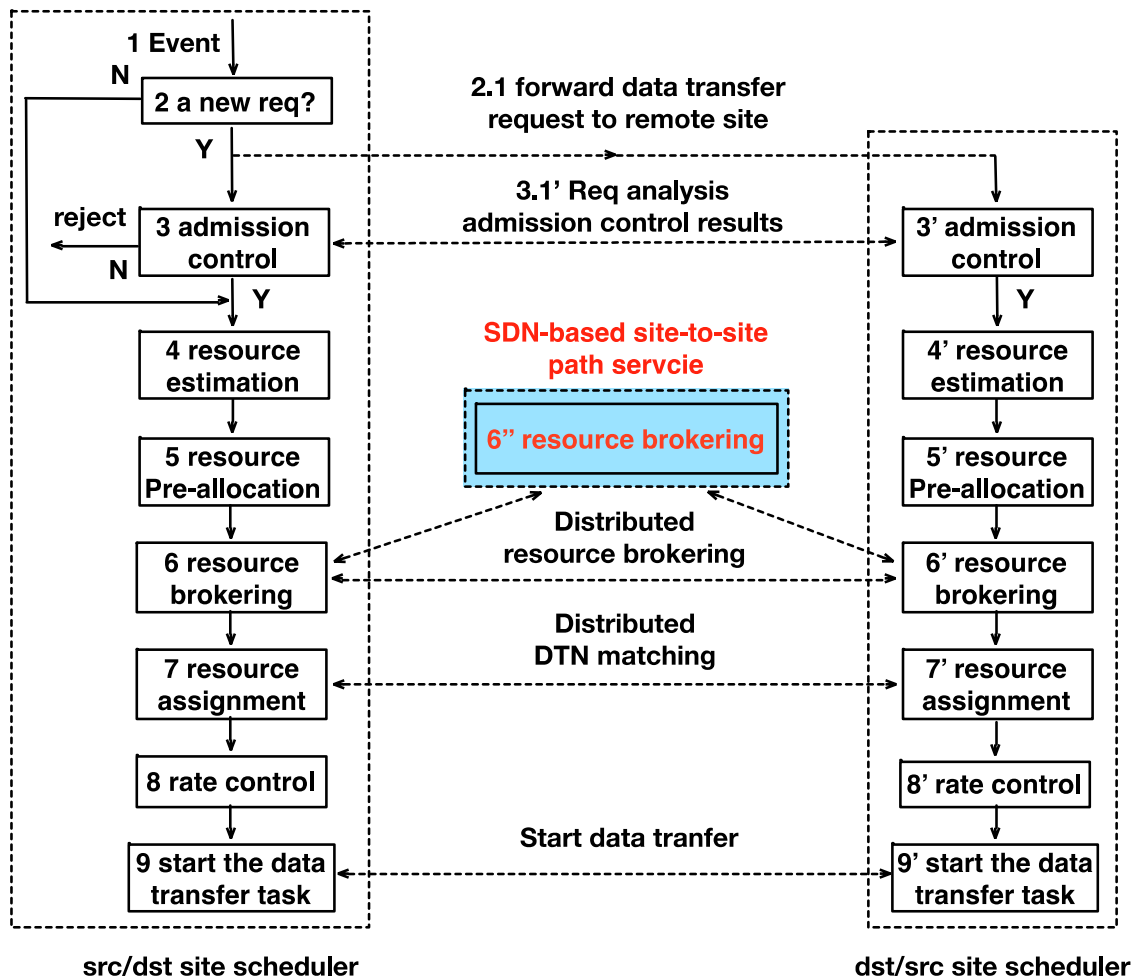 1 Event
N
2 a new req?
Y
2.1 forward data transfer
request to remote site
3.1’ Req analysis
admission control results
reject
N
3 admission
control
Y
3’ admission
control
Y
4 resource
estimation
SDN-based site-to-site
path servcie
4’ resource
estimation
6’’ resource brokering
5 resource
Pre-allocation
5’ resource
Pre-allocation
Distributed
resource brokering
6 resource
brokering
6’ resource
brokering
Distributed
DTN matching
7 resource
assignment
7’ resource
assignment
8 rate control
8’ rate control
Start data tranfer
9 start the data
transfer task
9’ start the data
transfer task
src/dst site scheduler
dst/src site scheduler